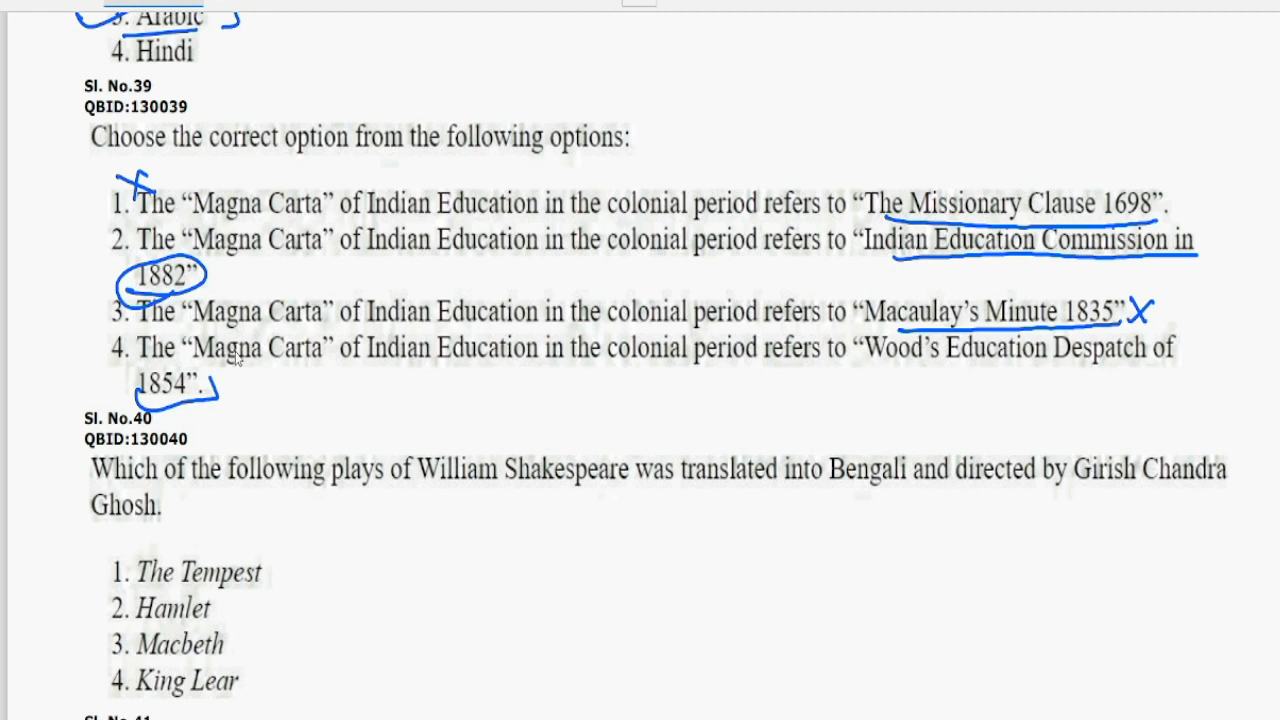 3. Arabic
4. Hindi
Sl. No.39
QBID:130039
Choose the correct option from the following options:
1. The “Magna Carta” of Indian Education in the colonial period refers to “The Missionary Clause 1698”.
2. The “Magna Carta” of Indian Education in the colonial period refers to “Indian Education Commission in
1882”
3. The “Magna Carta” of Indian Education in the colonial period refers to “Macaulay’s Minute 1835”.
4. The “Magna Carta” of Indian Education in the colonial period refers to “Wood’s Education Despatch of
1854”.
Sl. No.40
QBID:130040
Which of the following plays of William Shakespeare was translated into Bengali and directed by Girish Chandra
Ghosh.
1. The Tempest
2. Hamlet
3. Macbeth
4. King Lear
Sl. No.41